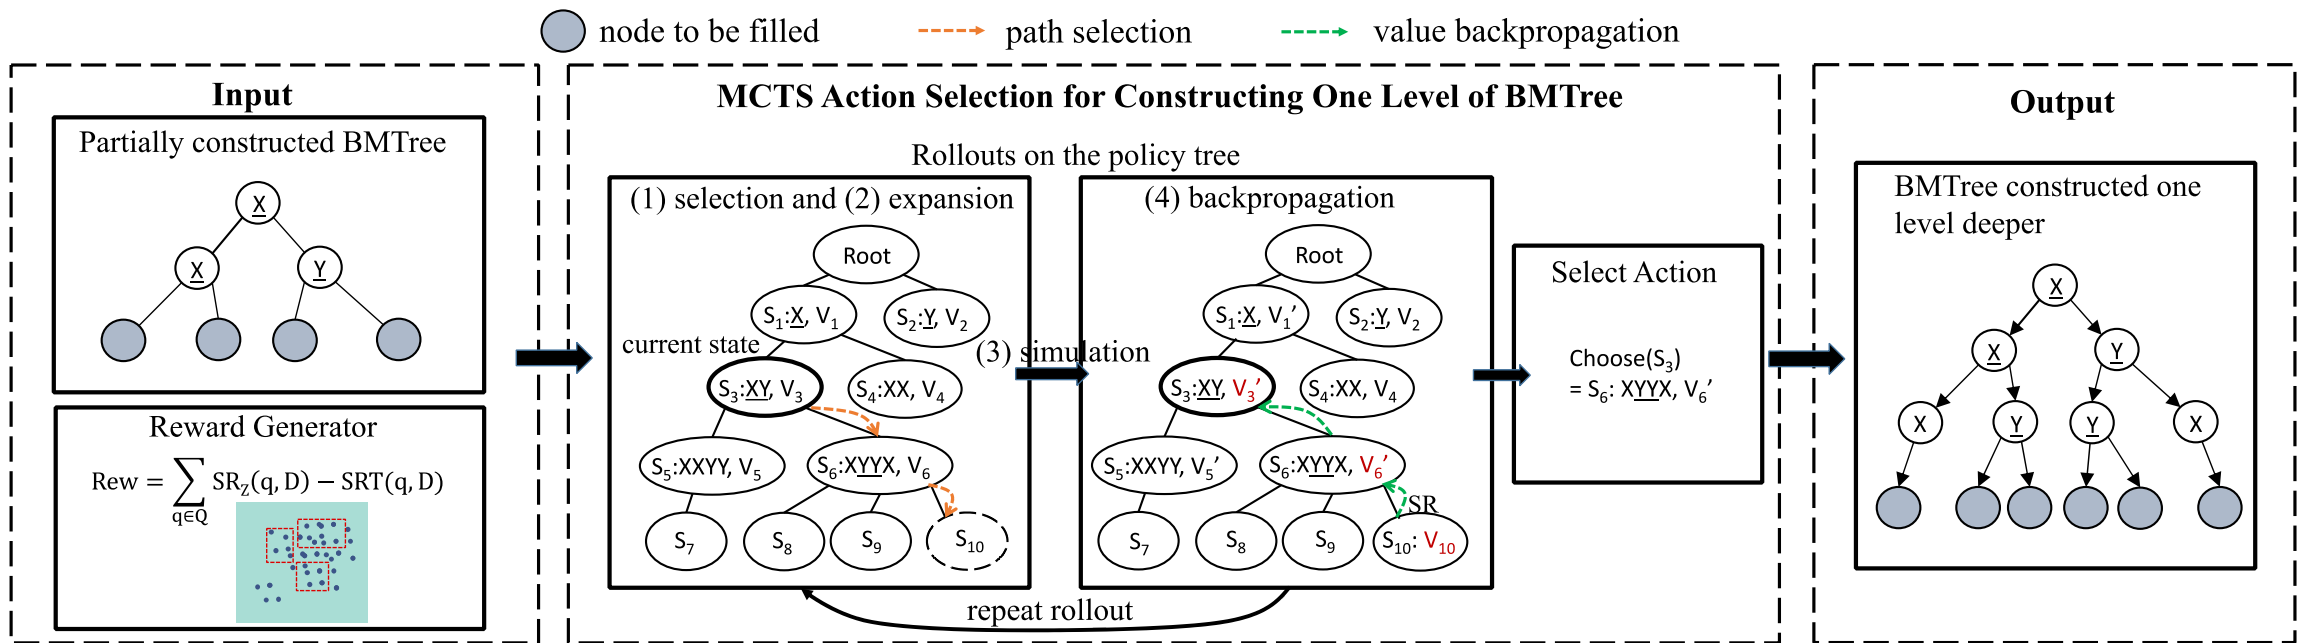 node to be filled
path selection
value backpropagation
Input
Partially constructed BMTree
X
X
Y
Reward Generator
Rew = ∑q∈Q SRZ(q, D) − SRT(q, D)
MCTS Action Selection for Constructing One Level of BMTree
Rollouts on the policy tree
(1) selection and (2) expansion
Root
S1:X, V1
S2:Y, V2
current state
S3:XY, V3
S4:XX, V4
S5:XXYY, V5
S6:XYYX, V6
S7
S8
S9
S10
(3) simulation
(4) backpropagation
Root
S1:X, V1’
S2:Y, V2
S3:XY, V3’
S4:XX, V4
S5:XXYY, V5’
S6:XYYX, V6’
SR
S7
S8
S9
S10: V10
repeat rollout
Select Action
Choose(S3)
= S6: XYYX, V6’
Output
BMTree constructed one
level deeper
X
X
Y
X
Y
Y
X